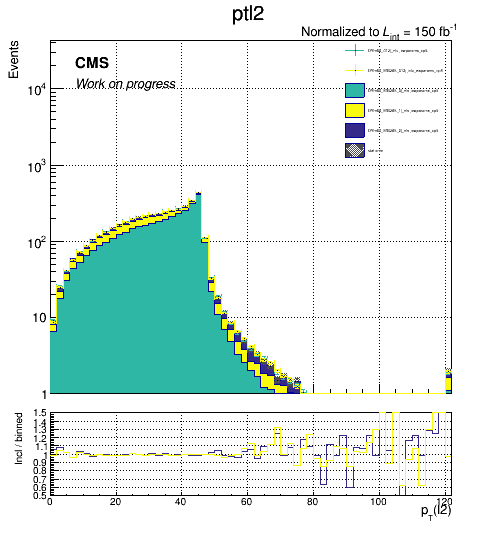 ptl2
Normalized to L_int = 150 fb^-1
Events
CMS
Work on progress
10^4
10^3
10^2
10
1
stat error
Incl / binned
1.5
1.4
1.3
1.2
1.1
1
0.9
0.8
0.7
0.6
0.5
0 20 40 60 80 100 120
p_T(l2)